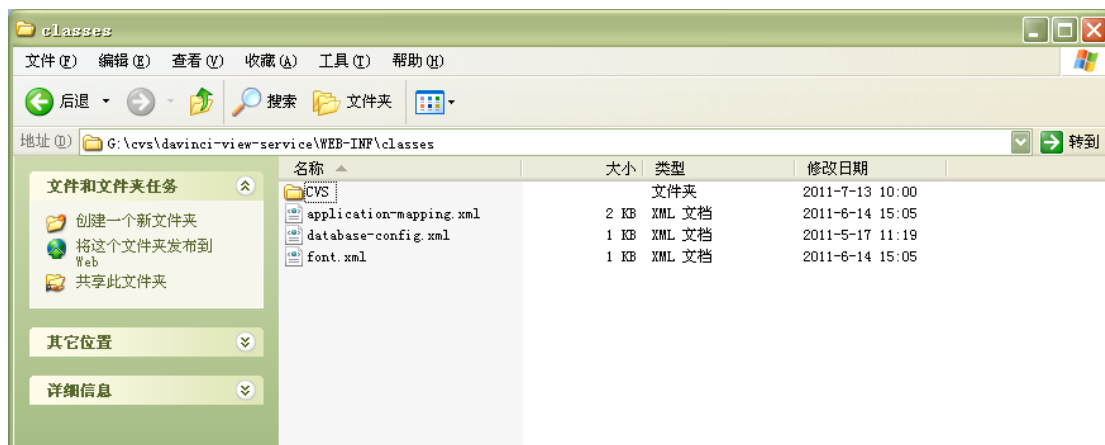 classes
文件(F) 编辑(E) 查看(V) 收藏(A) 工具(T) 帮助(H)
后退 搜索 文件夹
地址(D) G:\cvs\davinci-view-service\WEB-INF\classes 转到
文件和文件夹任务
创建一个新文件夹
将这个文件夹发布到
Web
共享此文件夹
其它位置
详细信息
名称 大小 类型 修改日期
CVS 文件夹 2011-7-13 10:00
application-mapping.xml 2 KB XML 文档 2011-6-14 15:05
database-config.xml 1 KB XML 文档 2011-5-17 11:19
font.xml 1 KB XML 文档 2011-6-14 15:05